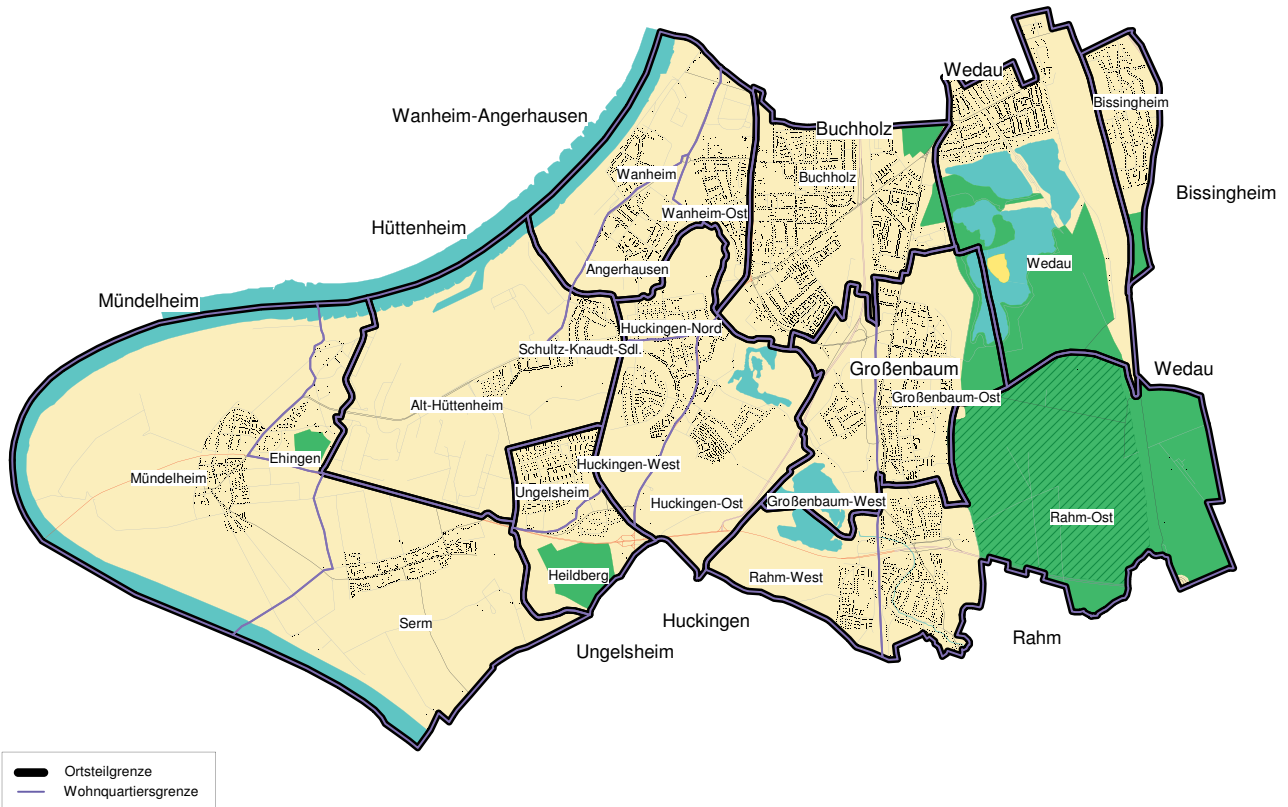 Wedau
Bissingheim
Wanheim-Angerhausen
Buchholz
Wanheim
Buchholz
Bissingheim
Wanheim-Ost
Hüttenheim
Angerhausen
Wedau
Mündelheim
Huckingen-Nord
Schultz-Knaudt-Sdl.
Großenbaum
Wedau
Großenbaum-Ost
Alt-Hüttenheim
Ehingen
Huckingen-West
Mündelheim
Ungelsheim
Huckingen-Ost
Großenbaum-West
Rahm-Ost
Heildberg
Rahm-West
Serm
Huckingen
Rahm
Ungelsheim
Ortsteilgrenze
Wohnquartiersgrenze